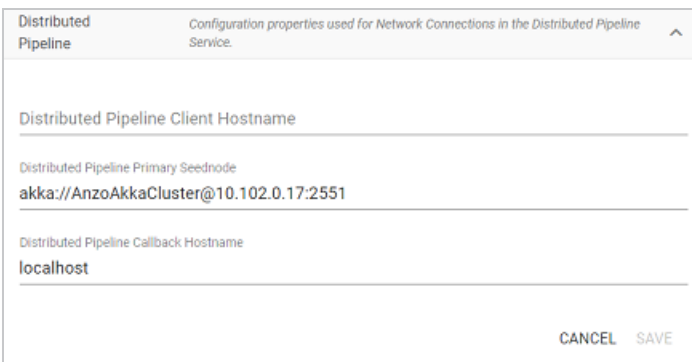 Distributed
Pipeline
Configuration properties used for Network Connections in the Distributed Pipeline
Service.
Distributed Pipeline Client Hostname
Distributed Pipeline Primary Seednode
akka://AnzoAkkaCluster@10.102.0.17:2551
Distributed Pipeline Callback Hostname
localhost
CANCEL SAVE